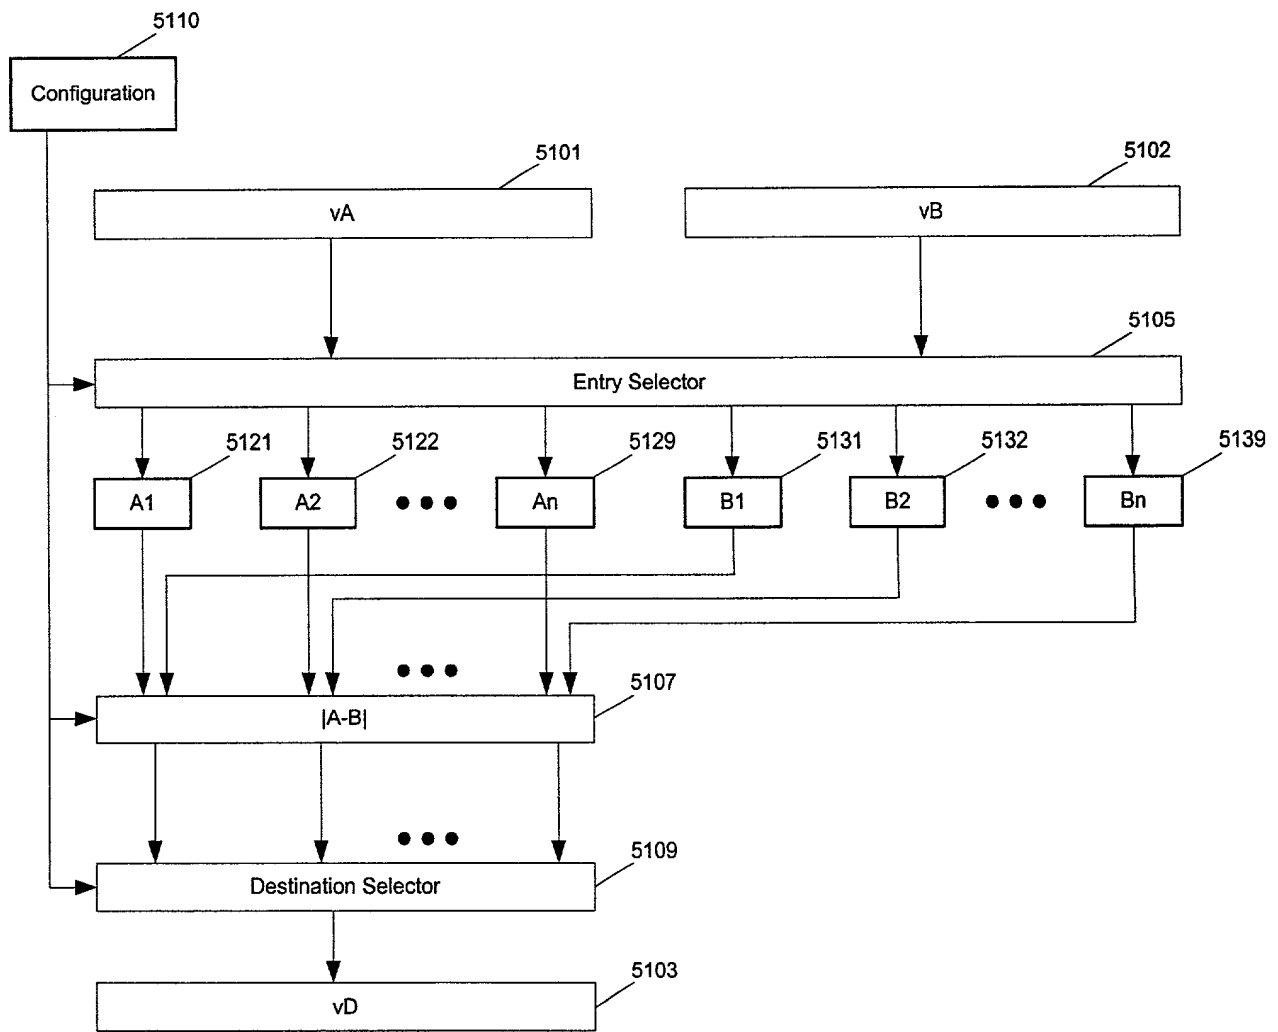 5110
Configuration
5101
5102
vA
vB
5105
Entry Selector
5121
5122
5129
5131
5132
5139
A1
A2
An
B1
B2
Bn
5107
|A-B|
5109
Destination Selector
5103
vD